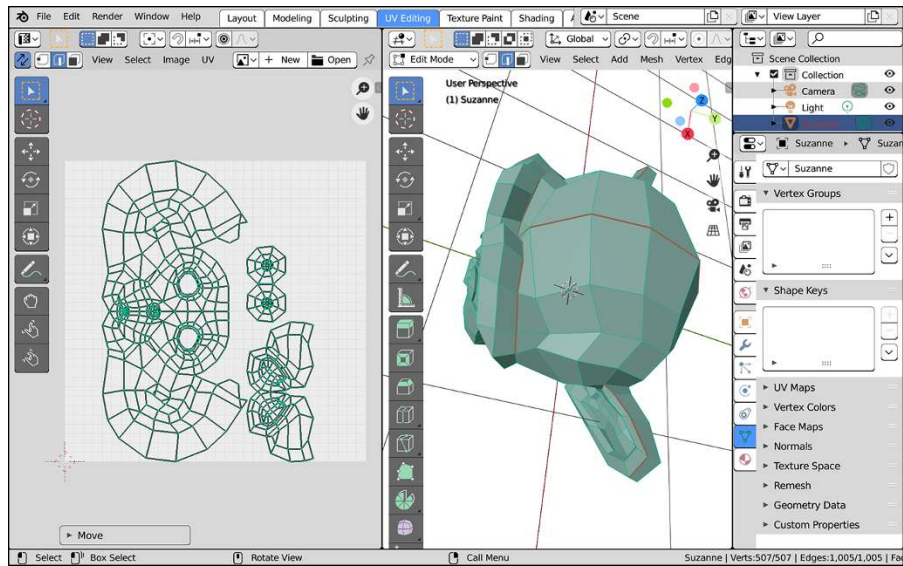 File Edit Render Window Help Layout Modeling Sculpting UV Editing Texture Paint Shading Scene View Layer
Global
View Select Image UV + New Open Edit Mode View Select Add Mesh Vertex Edg
Scene Collection
Collection
Camera
Light
User Perspective
(1) Suzanne
Z
Y
X
Suzanne Suzan
Suzanne
Vertex Groups
Shape Keys
UV Maps
Vertex Colors
Face Maps
Normals
Texture Space
Remesh
Geometry Data
Custom Properties
Move
Select Box Select Rotate View Call Menu Suzanne | Verts:507/507 | Edges:1,005/1,005 | Fac